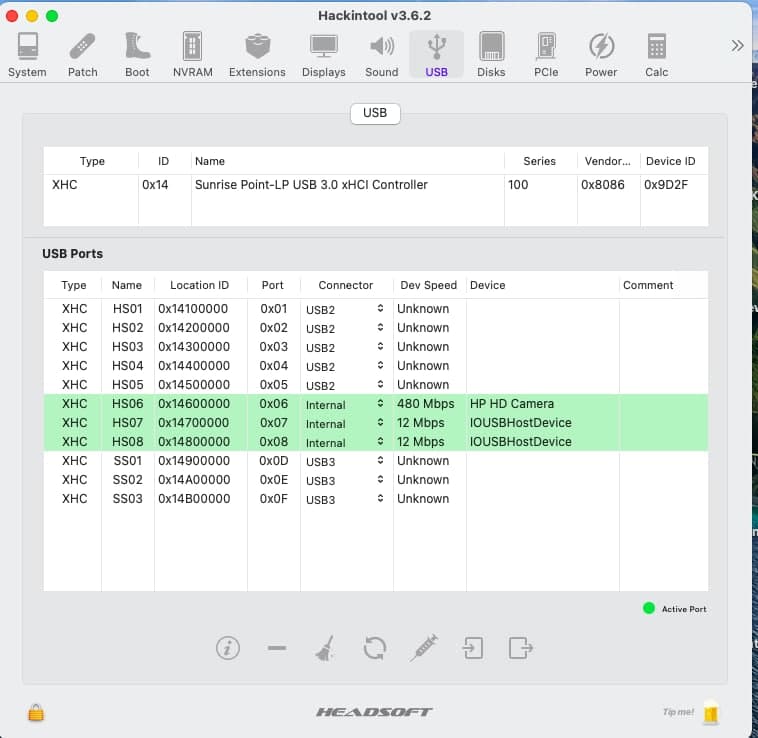 Hackintool v3.6.2
System Patch Boot NVRAM Extensions Displays Sound USB Disks PCIe Power Calc
USB
Type ID Name Series Vendor... Device ID
XHC 0x14 Sunrise Point-LP USB 3.0 xHCI Controller 100 0x8086 0x9D2F
USB Ports
Type Name Location ID Port Connector Dev Speed Device Comment
XHC HS01 0x14100000 0x01 USB2 Unknown
XHC HS02 0x14200000 0x02 USB2 Unknown
XHC HS03 0x14300000 0x03 USB2 Unknown
XHC HS04 0x14400000 0x04 USB2 Unknown
XHC HS05 0x14500000 0x05 USB2 Unknown
XHC HS06 0x14600000 0x06 Internal 480 Mbps HP HD Camera
XHC HS07 0x14700000 0x07 Internal 12 Mbps IOUSBHostDevice
XHC HS08 0x14800000 0x08 Internal 12 Mbps IOUSBHostDevice
XHC SS01 0x14900000 0x0D USB3 Unknown
XHC SS02 0x14A00000 0x0E USB3 Unknown
XHC SS03 0x14B00000 0x0F USB3 Unknown
Active Port
HEADSOFT
Tip me!